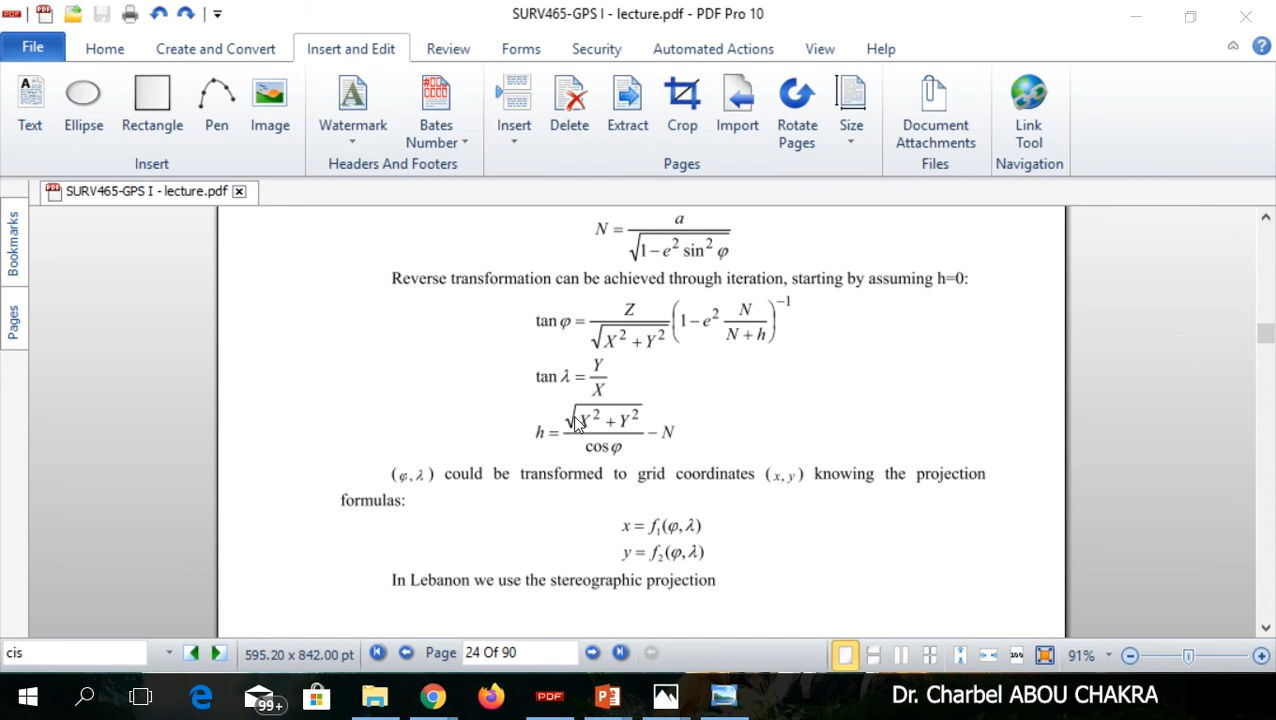 SURV465-GPS I - lecture.pdf - PDF Pro 10
File Home Create and Convert Insert and Edit Review Forms Security Automated Actions View Help
Text Ellipse Rectangle Pen Image Watermark Bates Number Insert Delete Extract Crop Import Rotate Pages Size Document Attachments Link Tool
Insert Headers And Footers Pages Files Navigation
SURV465-GPS I - lecture.pdf
Bookmarks
Pages
N = a / √(1 − e² sin² φ)
Reverse transformation can be achieved through iteration, starting by assuming h=0:
tan φ = Z / √(X² + Y²) (1 − e² N / (N + h))⁻¹
tan λ = Y / X
h = √(X² + Y²) / cos φ − N
(φ, λ) could be transformed to grid coordinates (x, y) knowing the projection
formulas:
x = f₁(φ, λ)
y = f₂(φ, λ)
In Lebanon we use the stereographic projection
cis 595.20 x 842.00 pt Page 24 Of 90 91%
99+ PDF Dr. Charbel ABOU CHAKRA